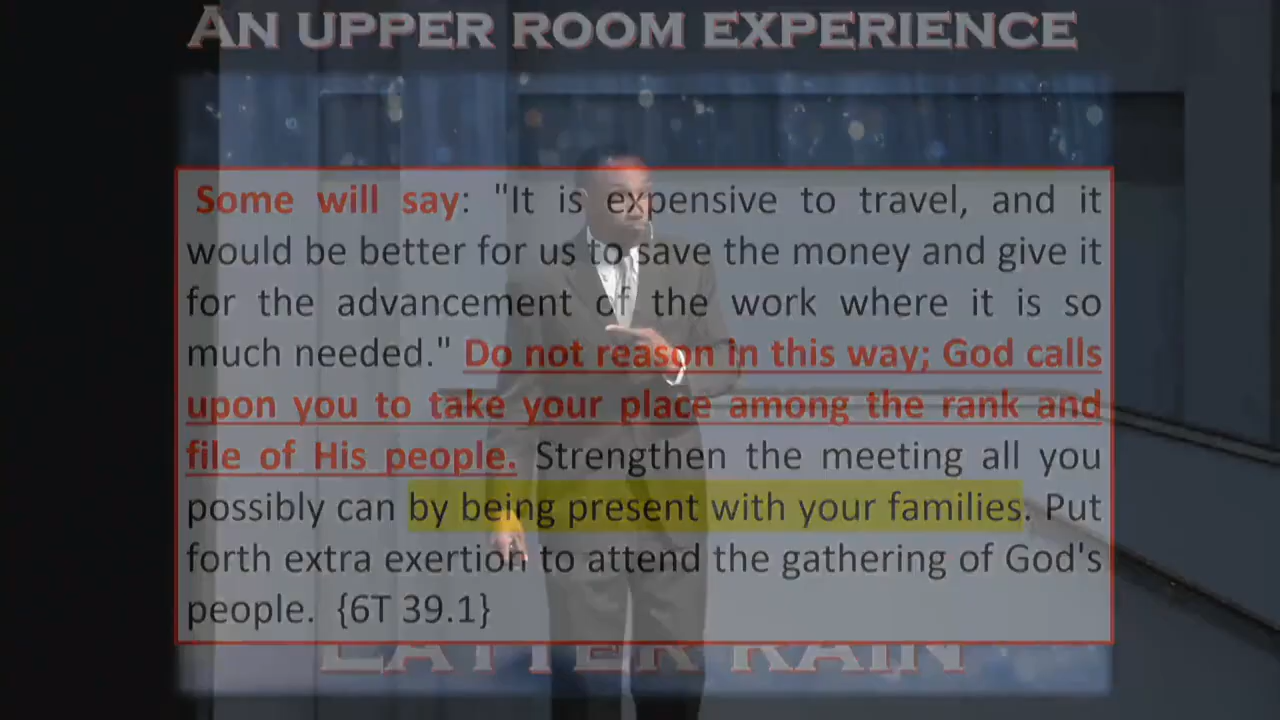 AN UPPER ROOM EXPERIENCE
Some will say: "It is expensive to travel, and it
would be better for us to save the money and give it
for the advancement of the work where it is so
much needed." Do not reason in this way; God calls
upon you to take your place among the rank and
file of His people. Strengthen the meeting all you
possibly can by being present with your families. Put
forth extra exertion to attend the gathering of God's
people. {6T 39.1}
LATTER RAIN